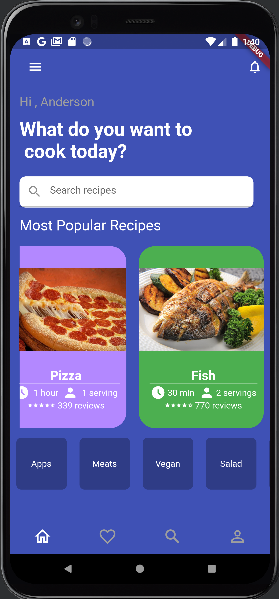 1:40
DEBUG
Hi , Anderson
What do you want to
cook today?
Search recipes
Most Popular Recipes
Pizza
1 hour 1 serving
339 reviews
Fish
30 min 2 servings
770 reviews
Apps Meats Vegan Salad